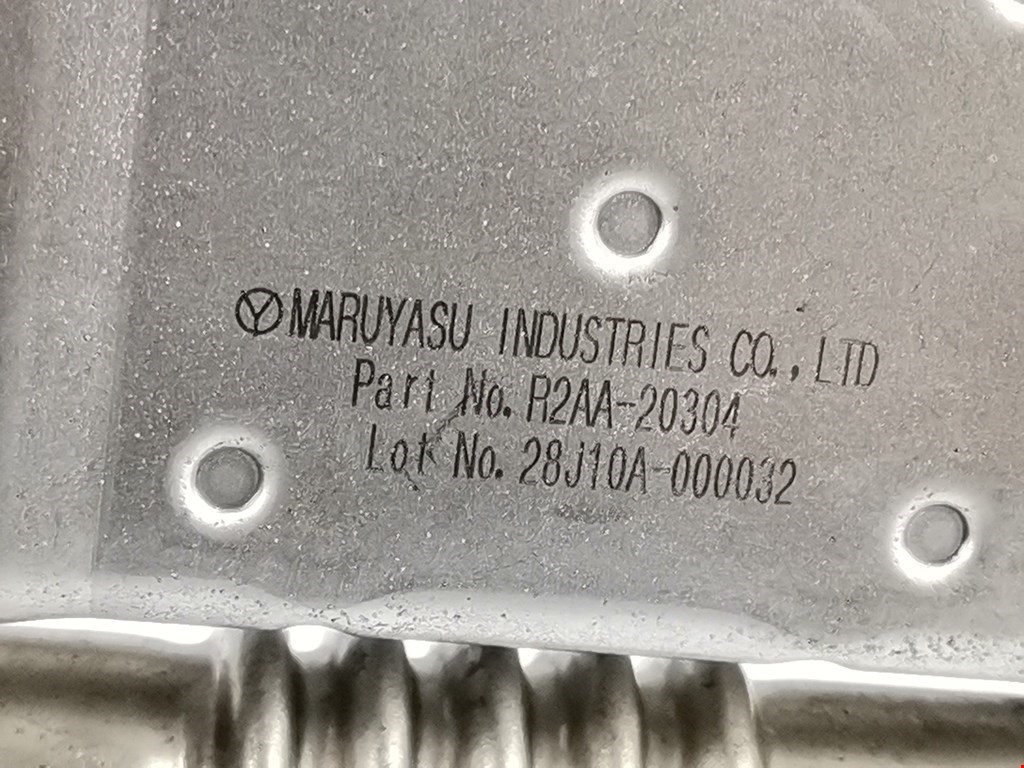 MARUYASU INDUSTRIES CO., LTD
Part No. R2AA-20304
Lot No. 28J10A-000032